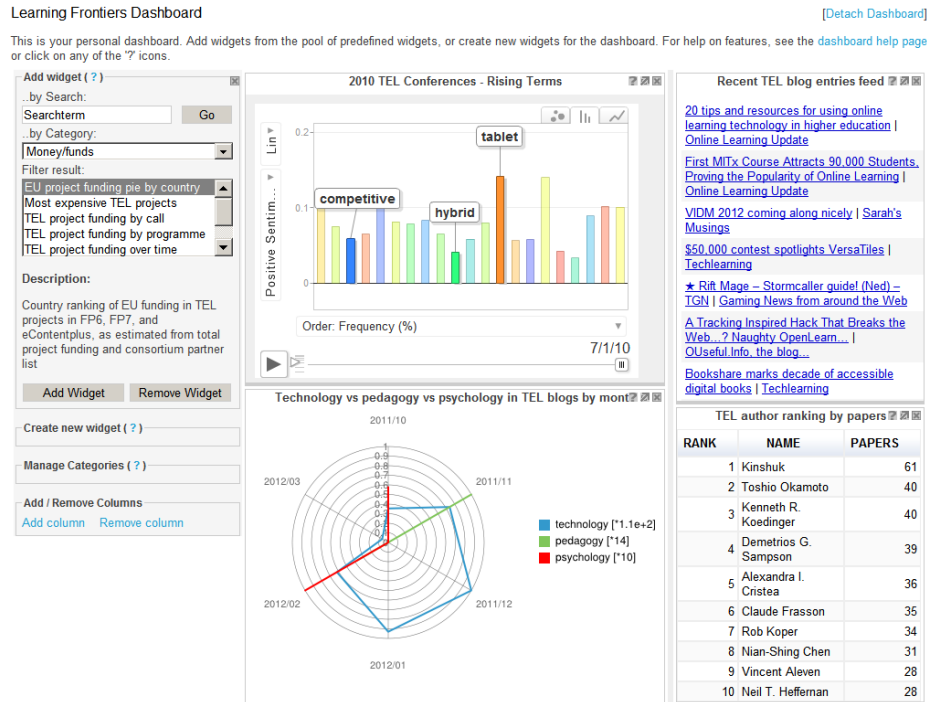 Learning Frontiers Dashboard
[Detach Dashboard]
This is your personal dashboard. Add widgets from the pool of predefined widgets, or create new widgets for the dashboard. For help on features, see the dashboard help page
or click on any of the '?' icons.
Add widget ( ? )
..by Search:
Searchterm
Go
..by Category:
Money/funds
Filter result:
EU project funding pie by country
Most expensive TEL projects
TEL project funding by call
TEL project funding by programme
TEL project funding over time
Description:
Country ranking of EU funding in TEL
projects in FP6, FP7, and
eContentplus, as estimated from total
project funding and consortium partner
list
Add Widget
Remove Widget
Create new widget ( ? )
Manage Categories ( ? )
Add / Remove Columns
Add column Remove column
2010 TEL Conferences - Rising Terms
Lin
Positive Sentim...
0.2
0.1
0
competitive
hybrid
tablet
Order: Frequency (%)
7/1/10
Technology vs pedagogy vs psychology in TEL blogs by mont
2011/10
2011/11
2011/12
2012/01
2012/02
2012/03
1
0.9
0.8
0.7
0.6
0.5
0.4
technology [*1.1e+2]
pedagogy [*14]
psychology [*10]
Recent TEL blog entries feed
20 tips and resources for using online
learning technology in higher education |
Online Learning Update
First MITx Course Attracts 90,000 Students,
Proving the Popularity of Online Learning |
Online Learning Update
VIDM 2012 coming along nicely | Sarah's
Musings
$50,000 contest spotlights VersaTiles |
Techlearning
★ Rift Mage – Stormcaller guide! (Ned) –
TGN | Gaming News from around the Web
A Tracking Inspired Hack That Breaks the
Web...? Naughty OpenLearn... |
OUseful.Info, the blog...
Bookshare marks decade of accessible
digital books | Techlearning
TEL author ranking by papers
RANK NAME PAPERS
1 Kinshuk 61
2 Toshio Okamoto 40
3 Kenneth R. Koedinger 40
4 Demetrios G. Sampson 39
5 Alexandra I. Cristea 36
6 Claude Frasson 35
7 Rob Koper 34
8 Nian-Shing Chen 31
9 Vincent Aleven 28
10 Neil T. Heffernan 28